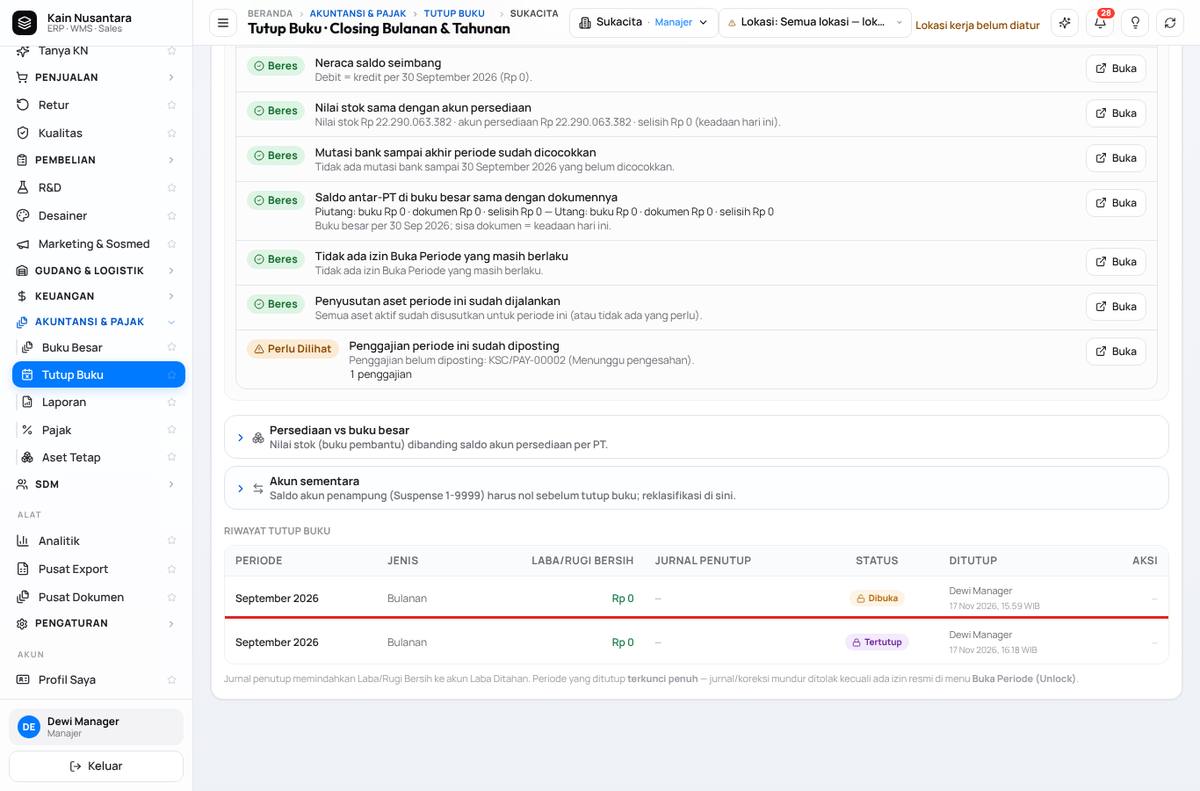 Kain Nusantara
ERP · WMS · Sales
Tanya KN
PENJUALAN
Retur
Kualitas
PEMBELIAN
R&D
Desainer
Marketing & Sosmed
GUDANG & LOGISTIK
KEUANGAN
AKUNTANSI & PAJAK
Buku Besar
Tutup Buku
Laporan
Pajak
Aset Tetap
SDM
ALAT
Analitik
Pusat Export
Pusat Dokumen
PENGATURAN
AKUN
Profil Saya
DE
Dewi Manager
Manajer
Keluar
BERANDA > AKUNTANSI & PAJAK > TUTUP BUKU > SUKACITA
Tutup Buku · Closing Bulanan & Tahunan
Sukacita · Manajer
Lokasi: Semua lokasi — lok...
Lokasi kerja belum diatur
28
Beres
Neraca saldo seimbang
Debit = kredit per 30 September 2026 (Rp 0).
Buka
Beres
Nilai stok sama dengan akun persediaan
Nilai stok Rp 22.290.063.382 · akun persediaan Rp 22.290.063.382 · selisih Rp 0 (keadaan hari ini).
Buka
Beres
Mutasi bank sampai akhir periode sudah dicocokkan
Tidak ada mutasi bank sampai 30 September 2026 yang belum dicocokkan.
Buka
Beres
Saldo antar-PT di buku besar sama dengan dokumennya
Piutang: buku Rp 0 · dokumen Rp 0 · selisih Rp 0 — Utang: buku Rp 0 · dokumen Rp 0 · selisih Rp 0
Buku besar per 30 Sep 2026; sisa dokumen = keadaan hari ini.
Buka
Beres
Tidak ada izin Buka Periode yang masih berlaku
Tidak ada izin Buka Periode yang masih berlaku.
Buka
Beres
Penyusutan aset periode ini sudah dijalankan
Semua aset aktif sudah disusutkan untuk periode ini (atau tidak ada yang perlu).
Buka
Perlu Dilihat
Penggajian periode ini sudah diposting
Penggajian belum diposting: KSC/PAY-00002 (Menunggu pengesahan).
1 penggajian
Buka
Persediaan vs buku besar
Nilai stok (buku pembantu) dibanding saldo akun persediaan per PT.
Akun sementara
Saldo akun penampung (Suspense 1-9999) harus nol sebelum tutup buku; reklasifikasi di sini.
RIWAYAT TUTUP BUKU
PERIODE JENIS LABA/RUGI BERSIH JURNAL PENUTUP STATUS DITUTUP AKSI
September 2026 Bulanan Rp 0 — Dibuka Dewi Manager —
17 Nov 2026, 15.59 WIB
September 2026 Bulanan Rp 0 — Tertutup Dewi Manager —
17 Nov 2026, 16.18 WIB
Jurnal penutup memindahkan Laba/Rugi Bersih ke akun Laba Ditahan. Periode yang ditutup terkunci penuh — jurnal/koreksi mundur ditolak kecuali ada izin resmi di menu Buka Periode (Unlock).